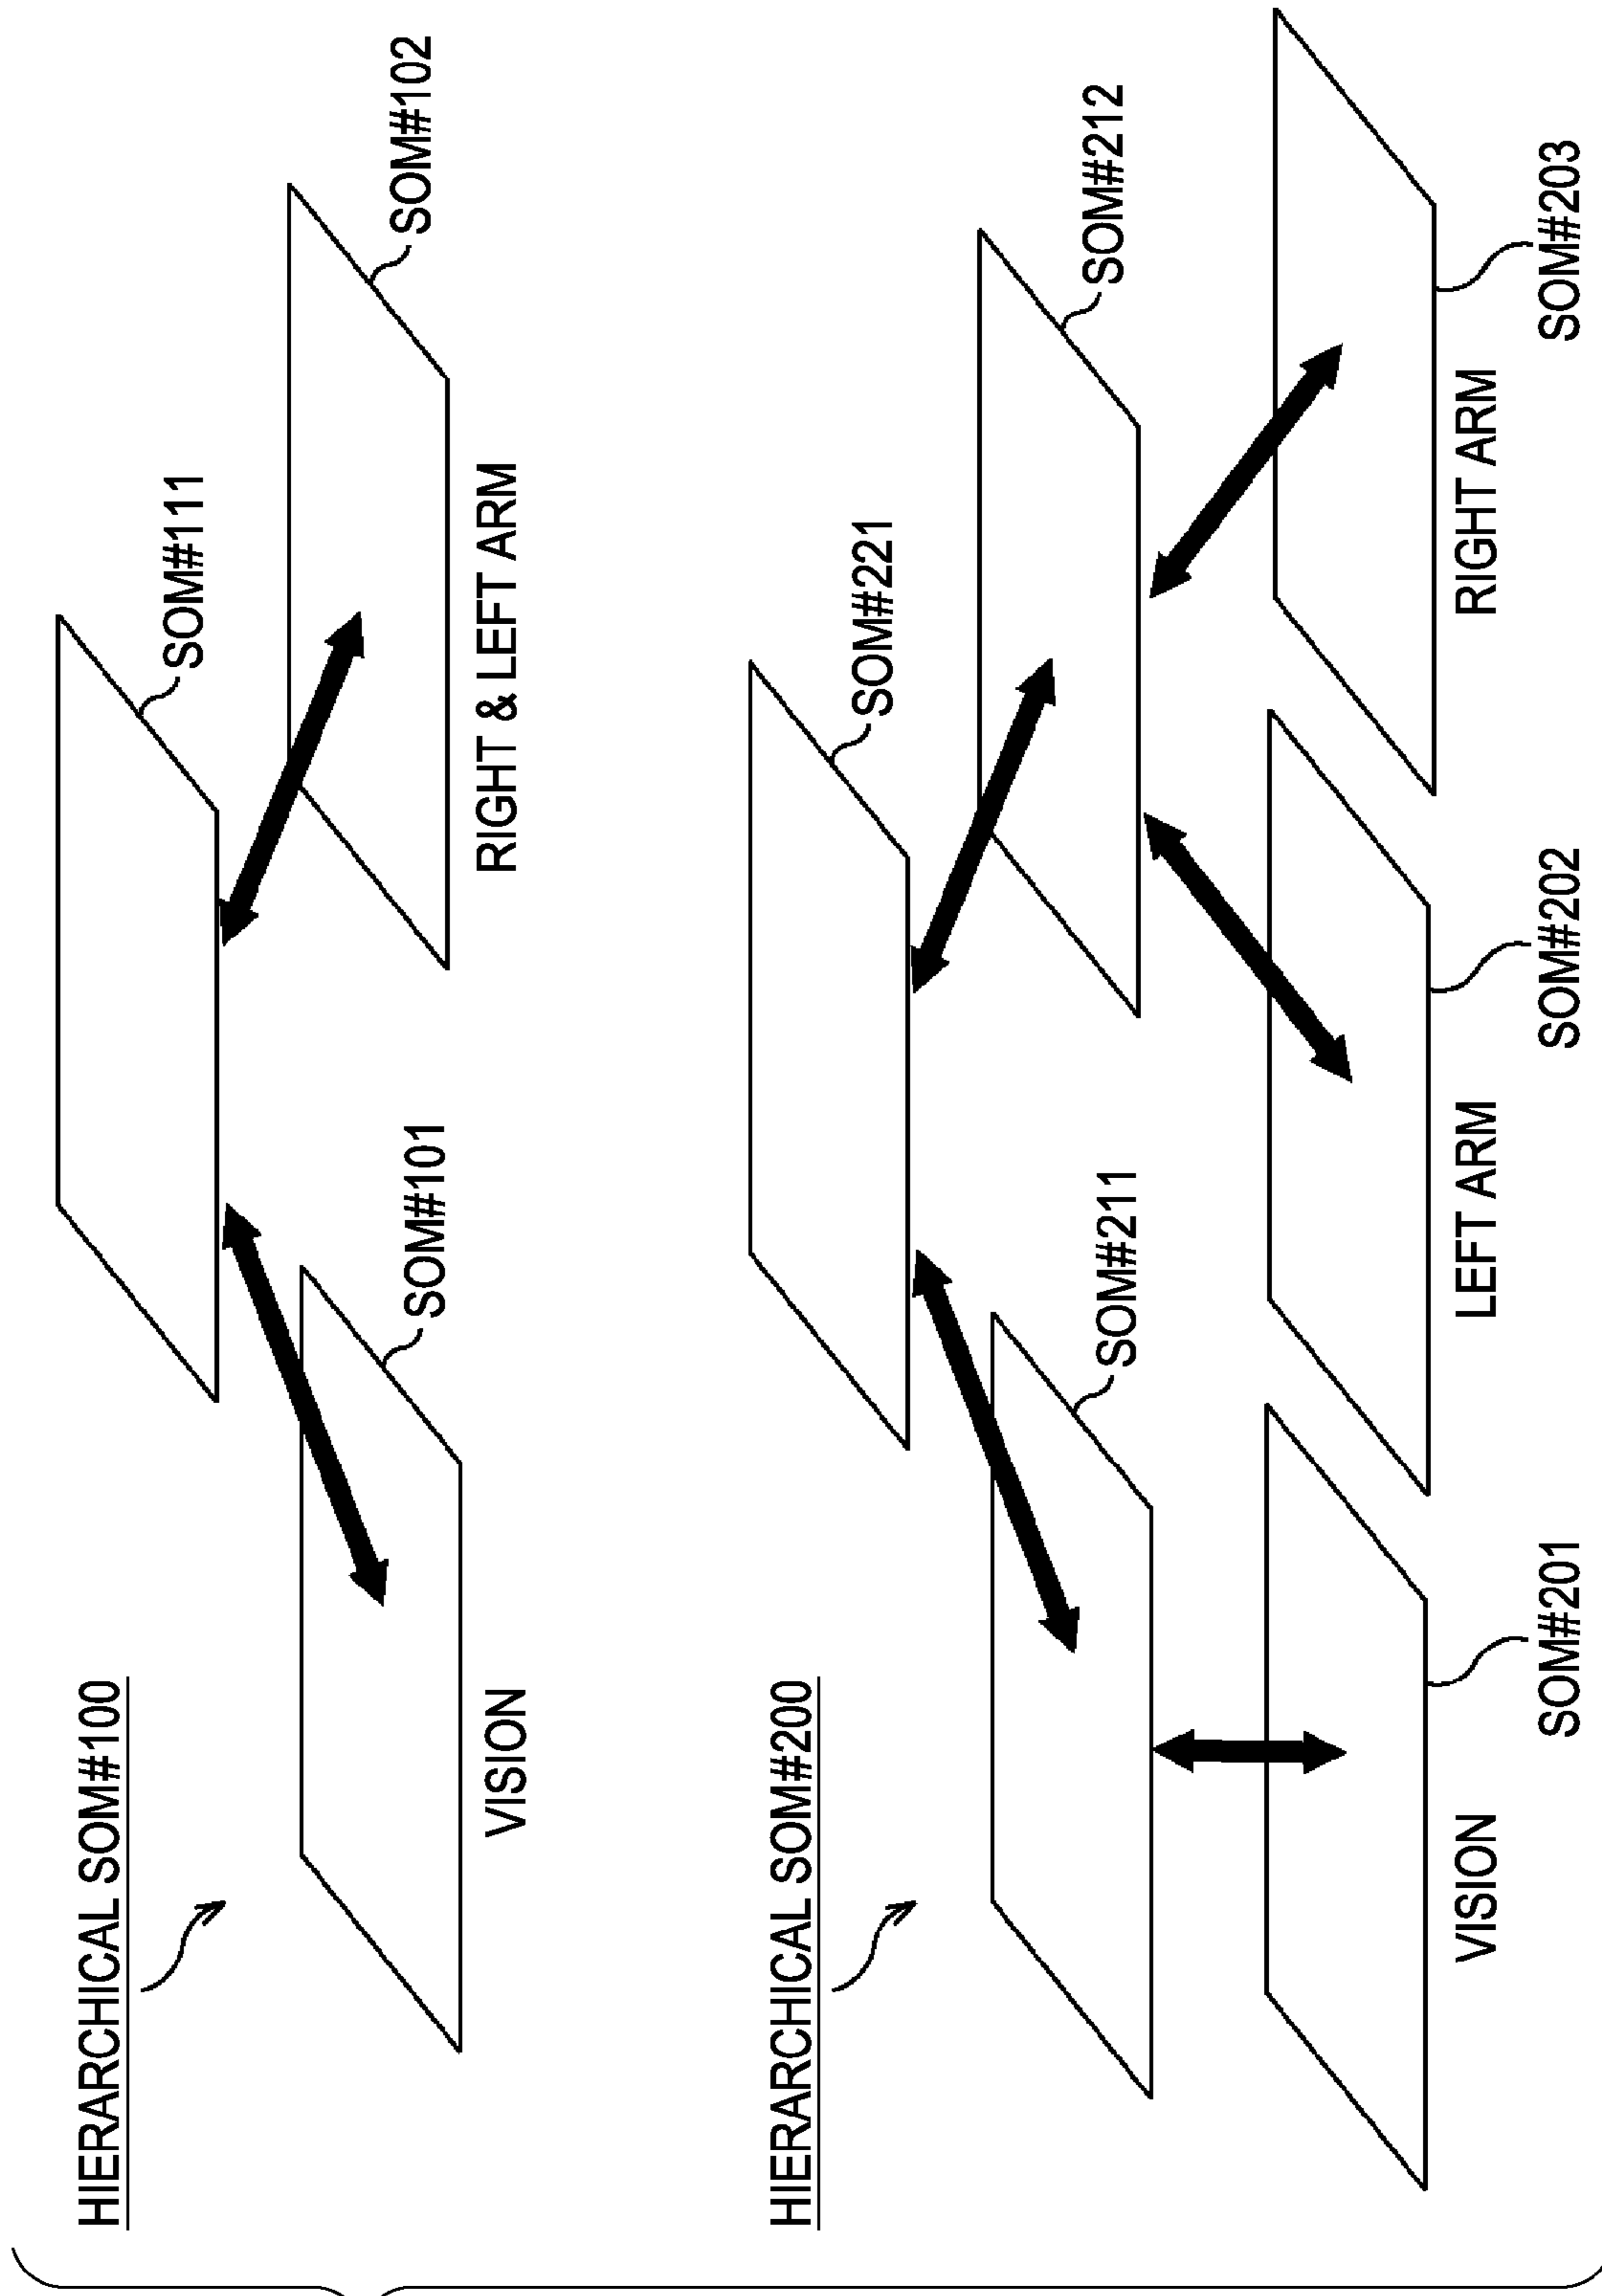 HIERARCHICAL SOM#100
SOM#111
SOM#101
SOM#102
VISION
RIGHT & LEFT ARM
HIERARCHICAL SOM#200
SOM#221
SOM#211
SOM#212
VISION
LEFT ARM
RIGHT ARM
SOM#201
SOM#202
SOM#203